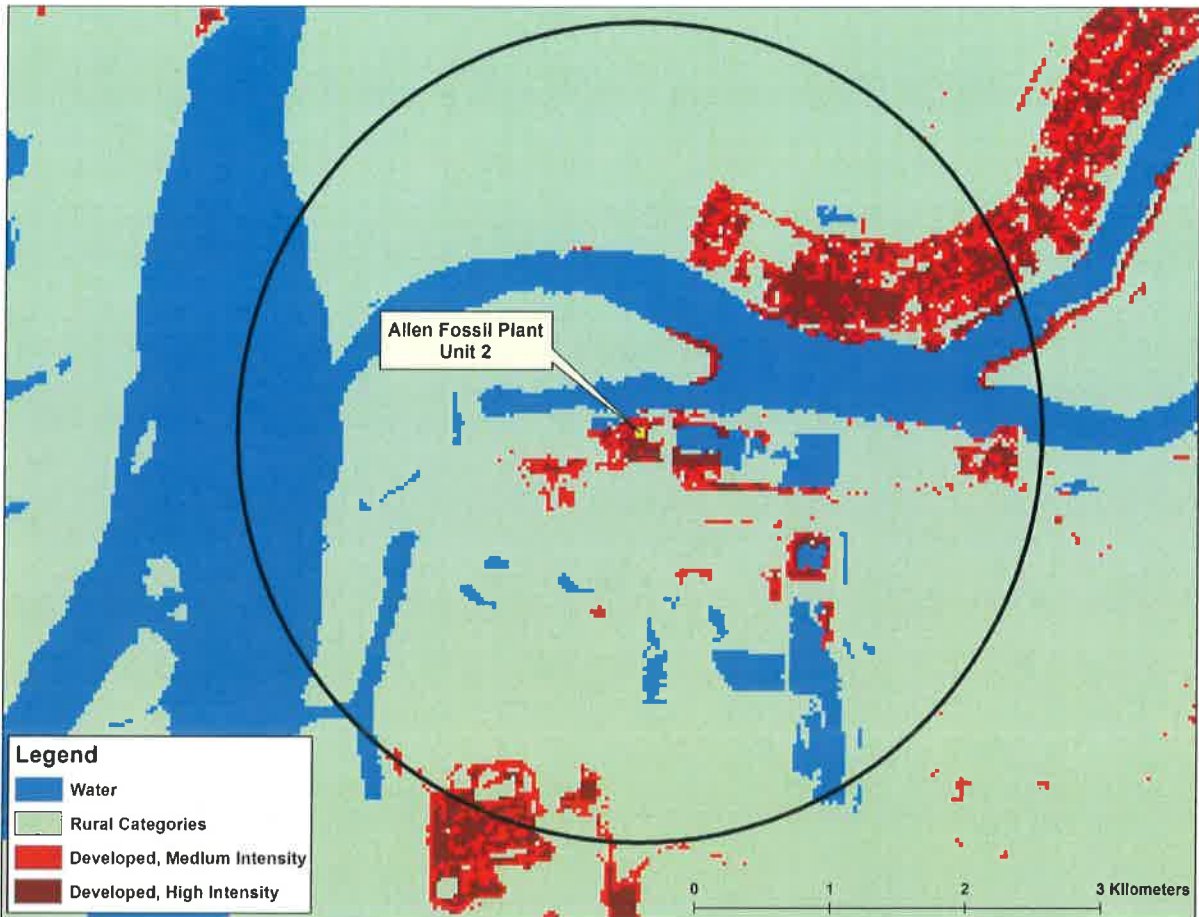 Allen Fossil Plant
Unit 2
Legend
Water
Rural Categories
Developed, Medium Intensity
Developed, High Intensity
0 1 2 3 Kilometers